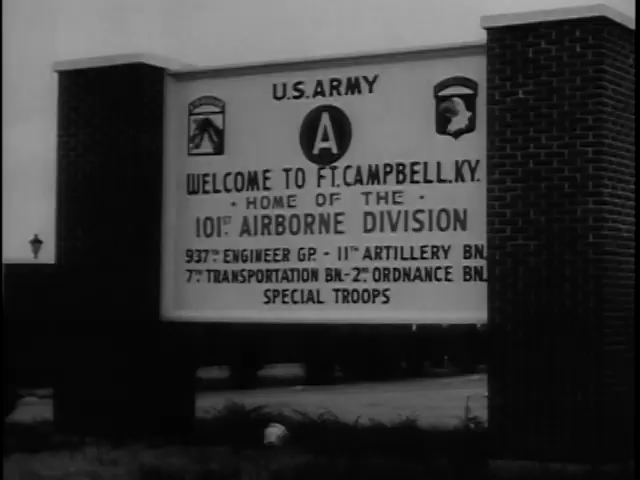 U.S. ARMY
A
WELCOME TO FT. CAMPBELL. KY.
• HOME OF THE •
101ST AIRBORNE DIVISION
937TH ENGINEER GP. - 11TH ARTILLERY BN.
7TH TRANSPORTATION BN. - 2ND ORDNANCE BN.
SPECIAL TROOPS